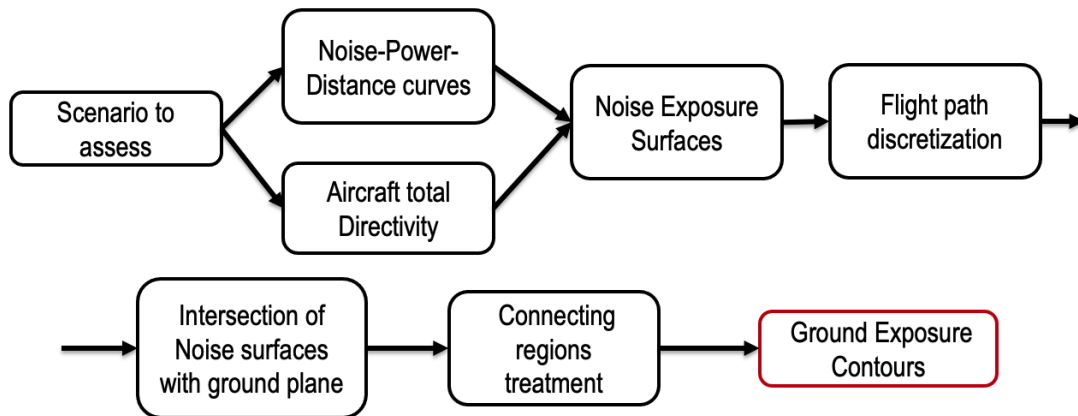 Noise-Power-
Distance curves
Scenario to
assess
Aircraft total
Directivity
Noise Exposure
Surfaces
Flight path
discretization
Intersection of
Noise surfaces
with ground plane
Connecting
regions
treatment
Ground Exposure
Contours